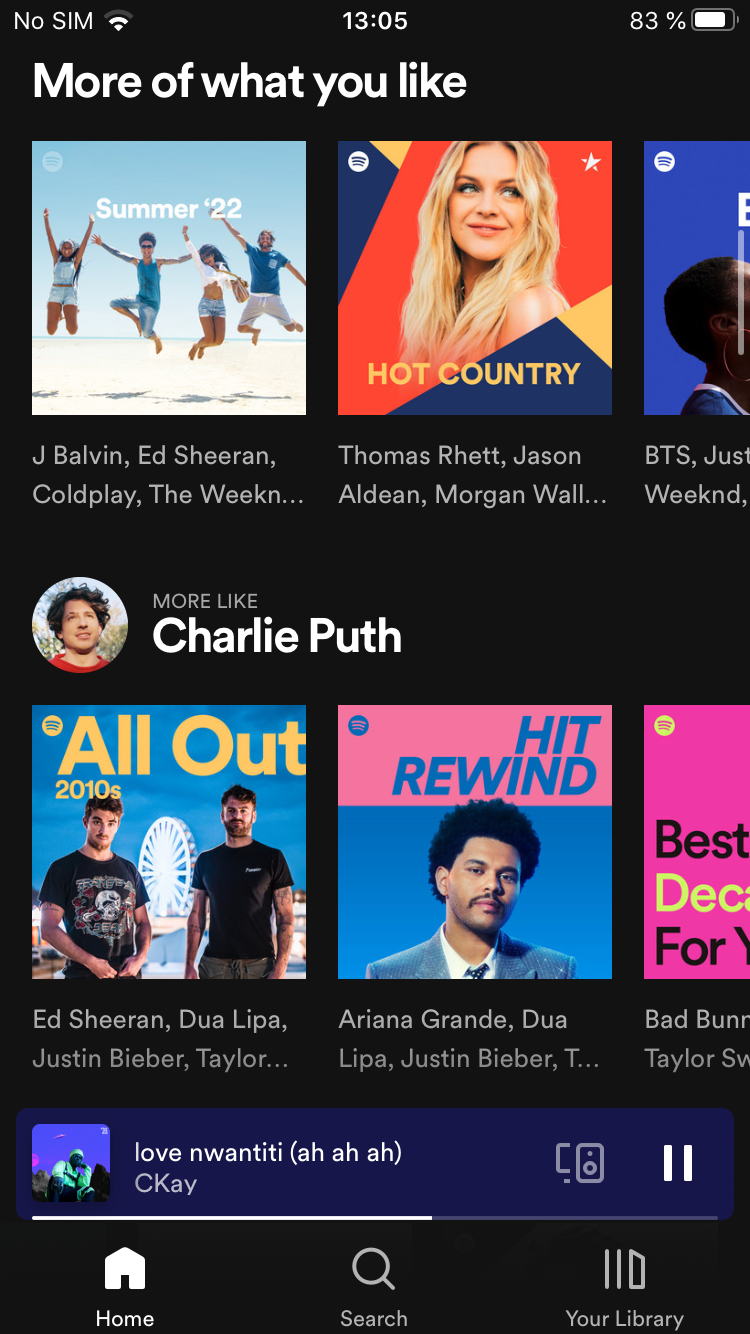 No SIM 13:05 83 %
More of what you like
Summer ‘22
HOT COUNTRY
J Balvin, Ed Sheeran,
Coldplay, The Weekn...
Thomas Rhett, Jason
Aldean, Morgan Wall...
BTS, Just
Weeknd,
MORE LIKE
Charlie Puth
All Out
2010s
HIT
REWIND
Best
Deca
For Y
Ed Sheeran, Dua Lipa,
Justin Bieber, Taylor...
Ariana Grande, Dua
Lipa, Justin Bieber, T...
Bad Bunn
Taylor Sw
love nwantiti (ah ah ah)
CKay
Home Search Your Library